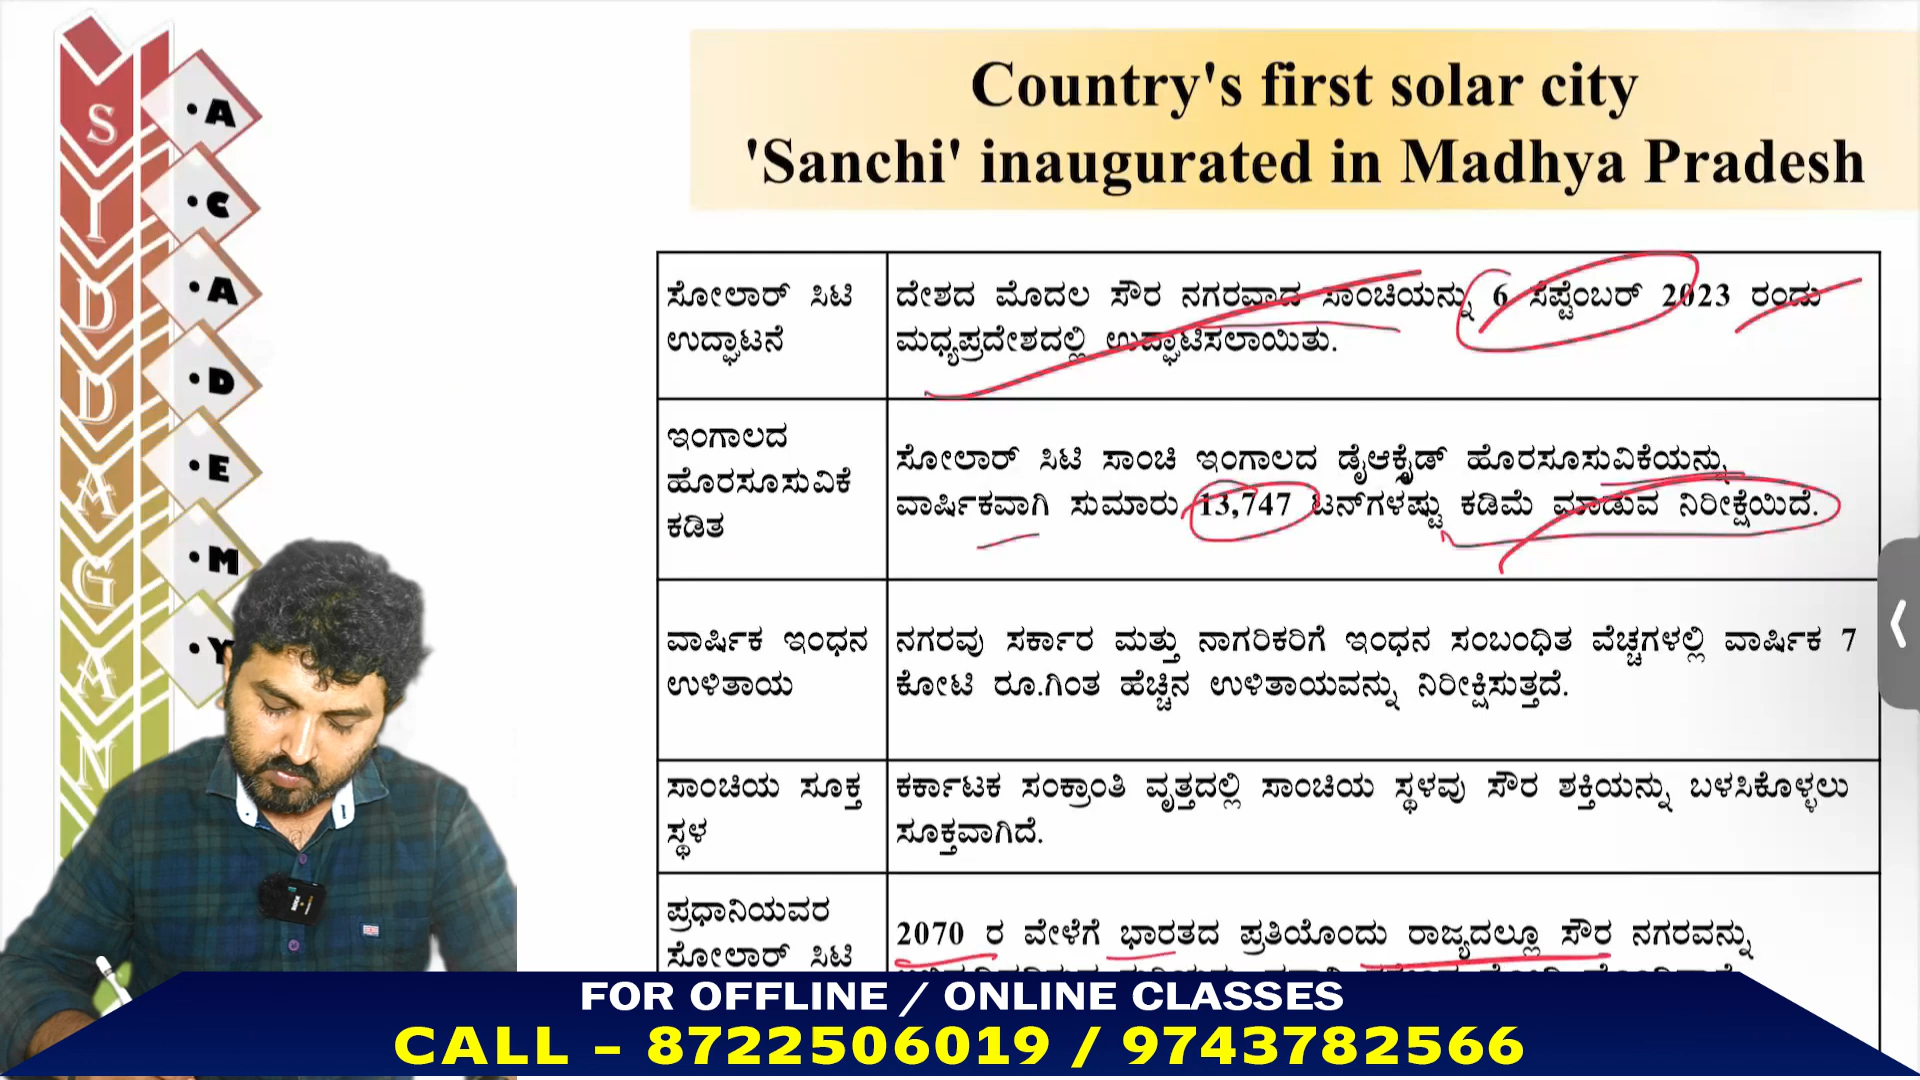 SIDDAGAN
• A
• C
• A
• D
• E
• M
• Y
Country's first solar city
'Sanchi' inaugurated in Madhya Pradesh
ಸೋಲಾರ್ ಸಿಟಿ
ಉದ್ಘಾಟನೆ
ದೇಶದ ಮೊದಲ ಸೌರ ನಗರವಾದ ಸಾಂಚಿಯನ್ನು 6 ಸೆಪ್ಟೆಂಬರ್ 2023 ರಂದು
ಮಧ್ಯಪ್ರದೇಶದಲ್ಲಿ ಉದ್ಘಾಟಿಸಲಾಯಿತು.
ಇಂಗಾಲದ
ಹೊರಸೂಸುವಿಕೆ
ಕಡಿತ
ಸೋಲಾರ್ ಸಿಟಿ ಸಾಂಚಿ ಇಂಗಾಲದ ಡೈಆಕ್ಸೈಡ್ ಹೊರಸೂಸುವಿಕೆಯನ್ನು
ವಾರ್ಷಿಕವಾಗಿ ಸುಮಾರು 13,747 ಟನ್‌ಗಳಷ್ಟು ಕಡಿಮೆ ಮಾಡುವ ನಿರೀಕ್ಷೆಯಿದೆ.
ವಾರ್ಷಿಕ ಇಂಧನ
ಉಳಿತಾಯ
ನಗರವು ಸರ್ಕಾರ ಮತ್ತು ನಾಗರಿಕರಿಗೆ ಇಂಧನ ಸಂಬಂಧಿತ ವೆಚ್ಚಗಳಲ್ಲಿ ವಾರ್ಷಿಕ 7
ಕೋಟಿ ರೂ.ಗಿಂತ ಹೆಚ್ಚಿನ ಉಳಿತಾಯವನ್ನು ನಿರೀಕ್ಷಿಸುತ್ತದೆ.
ಸಾಂಚಿಯ ಸೂಕ್ತ
ಸ್ಥಳ
ಕರ್ಕಾಟಕ ಸಂಕ್ರಾಂತಿ ವೃತ್ತದಲ್ಲಿ ಸಾಂಚಿಯ ಸ್ಥಳವು ಸೌರ ಶಕ್ತಿಯನ್ನು ಬಳಸಿಕೊಳ್ಳಲು
ಸೂಕ್ತವಾಗಿದೆ.
ಪ್ರಧಾನಿಯವರ
ಸೋಲಾರ್ ಸಿಟಿ
2070 ರ ವೇಳೆಗೆ ಭಾರತದ ಪ್ರತಿಯೊಂದು ರಾಜ್ಯದಲ್ಲೂ ಸೌರ ನಗರವನ್ನು
FOR OFFLINE / ONLINE CLASSES
CALL – 8722506019 / 9743782566